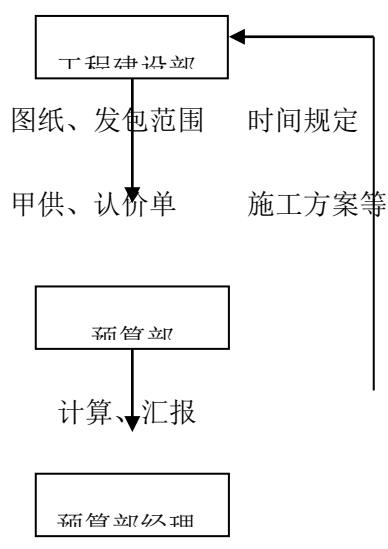 工程建设部
图纸、发包范围 时间规定
甲供、认价单 施工方案等
预算部
计算、汇报
预算部经理